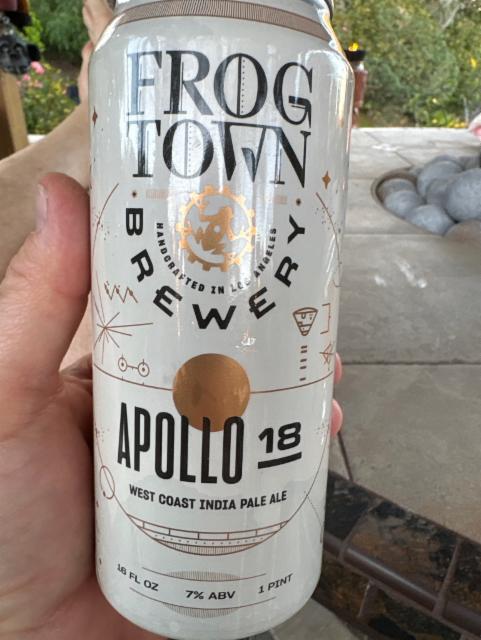 FROG
TOWN
BREWERY
HANDCRAFTED IN LOS ANGELES
APOLLO 18
WEST COAST INDIA PALE ALE
16 FL OZ 7% ABV 1 PINT